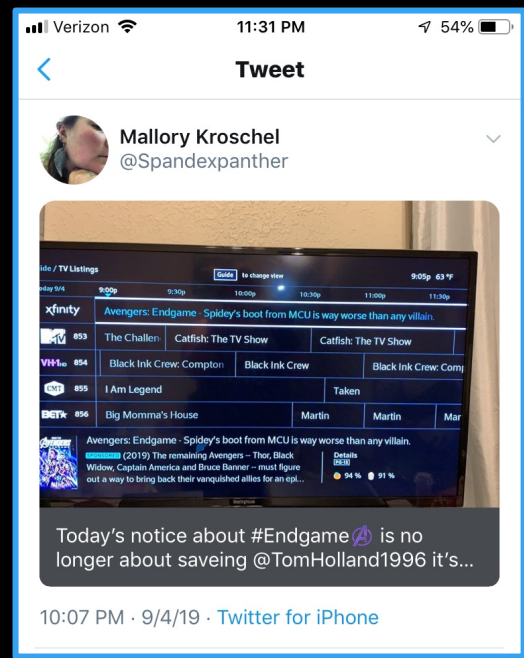 Verizon 11:31 PM 54%
Tweet
Mallory Kroschel
@Spandexpanther
ide / TV Listings Guide to change view 9:05p 63°F
oday 9/4 9:00p 9:30p 10:00p 10:30p 11:00p 11:30p
xfinity Avengers: Endgame - Spidey's boot from MCU is way worse than any villain.
MTV 853 The Challen Catfish: The TV Show Catfish: The TV Show
VH1 HD 854 Black Ink Crew: Compton Black Ink Crew Black Ink Crew: Comp
CMT 855 I Am Legend Taken
BET 856 Big Momma's House Martin Martin Mar
AVENGERS
Avengers: Endgame - Spidey's boot from MCU is way worse than any villain.
SPONSORED (2019) The remaining Avengers -- Thor, Black
Widow, Captain America and Bruce Banner -- must figure
out a way to bring back their vanquished allies for an epi...
Details
PG-13
94% 91%
Westinghouse
Today's notice about #Endgame is no
longer about saveing @TomHolland1996 it's...
10:07 PM · 9/4/19 · Twitter for iPhone